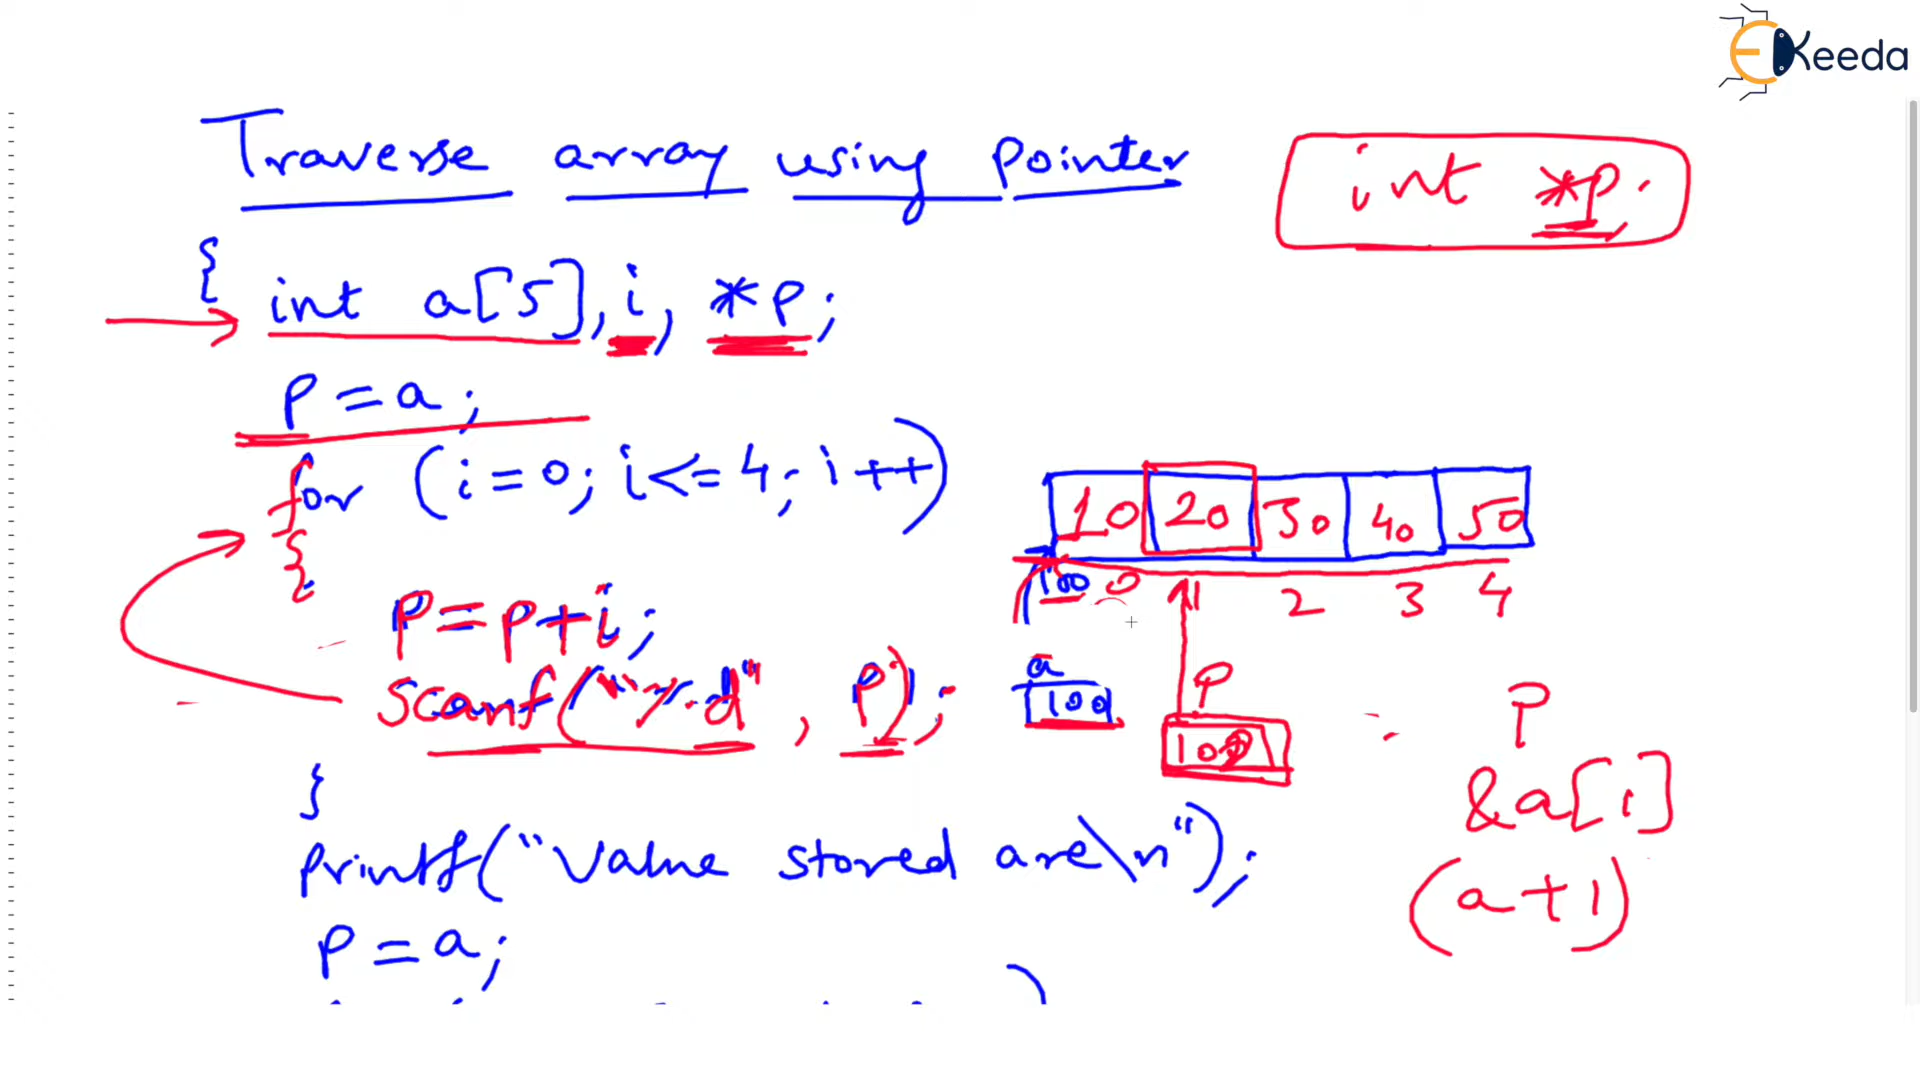 EKeeda
Traverse array using pointer
int *p.
{
int a[5], i, *p;
p = a;
for (i=0; i<=4; i++)
{
10 20 30 40 50
100 0 1 2 3 4
p=p+i;
scanf("%d", p);
a
100
p
p
&a[i]
(a+1)
}
printf("Value stored are\n");
p = a;